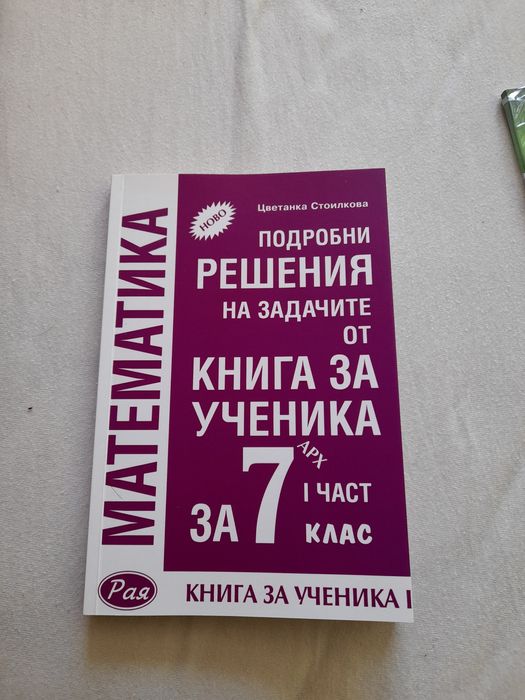 МАТЕМАТИКА
НОВО
Цветанка Стоилкова
ПОДРОБНИ
РЕШЕНИЯ
НА ЗАДАЧИТЕ
ОТ
КНИГА ЗА
УЧЕНИКА
АРХ
ЗА 7 I ЧАСТ
КЛАС
Рая
КНИГА ЗА УЧЕНИКА I